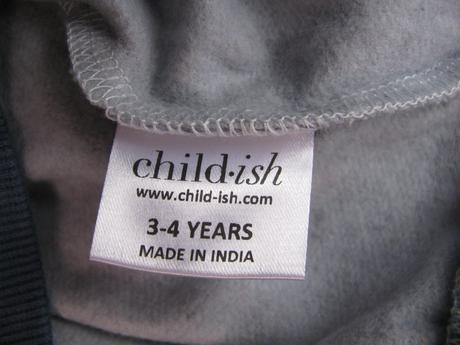 child·ish
www.child-ish.com
3-4 YEARS
MADE IN INDIA